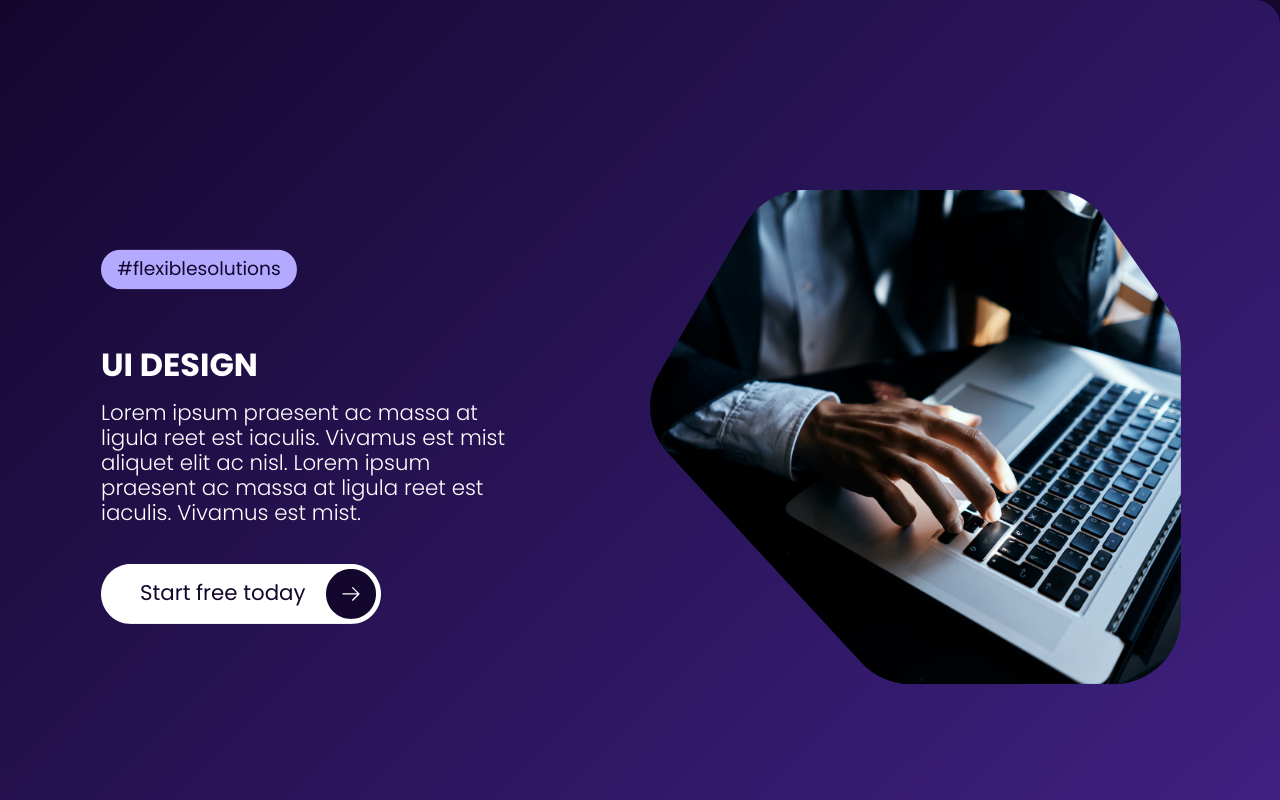 #flexiblesolutions
UI DESIGN
Lorem ipsum praesent ac massa at
ligula reet est iaculis. Vivamus est mist
aliquet elit ac nisl. Lorem ipsum
praesent ac massa at ligula reet est
iaculis. Vivamus est mist.
Start free today